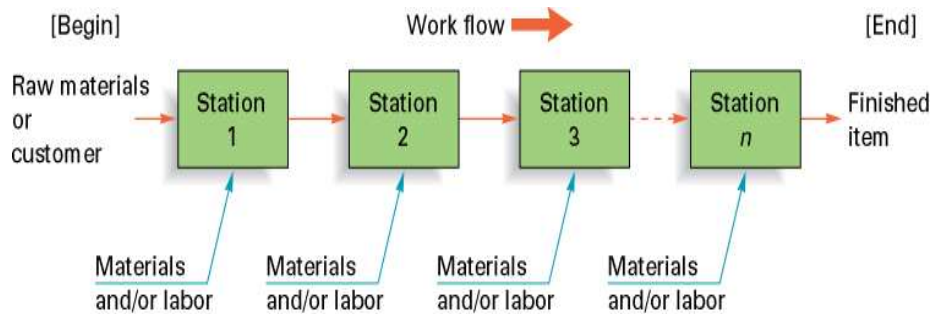 [Begin]
Work flow
[End]
Raw materials
or
customer
Station
1
Station
2
Station
3
Station
n
Finished
item
Materials
and/or labor
Materials
and/or labor
Materials
and/or labor
Materials
and/or labor